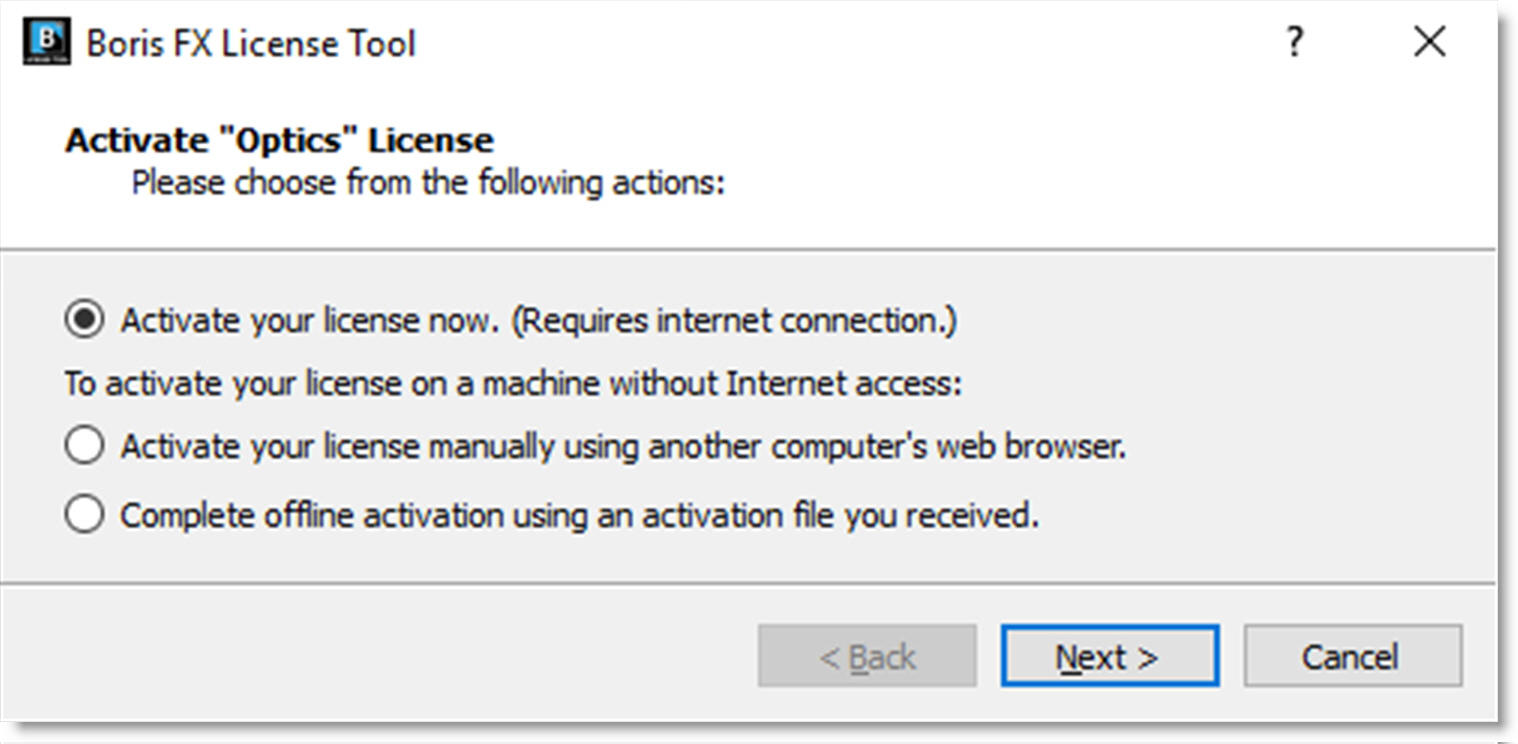 B Boris FX License Tool ?
Activate "Optics" License
Please choose from the following actions:
Activate your license now. (Requires internet connection.)
To activate your license on a machine without Internet access:
Activate your license manually using another computer's web browser.
Complete offline activation using an activation file you received.
< Back Next > Cancel